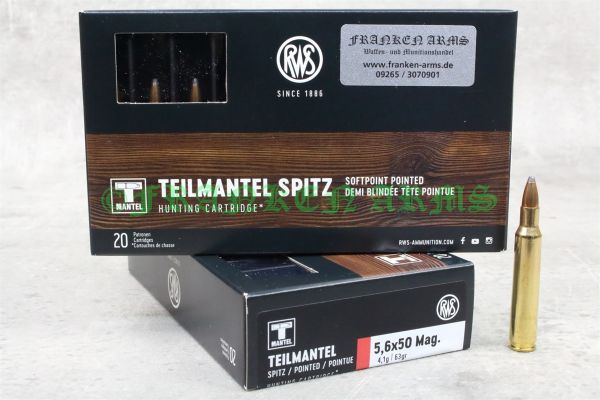 RWS
SINCE 1886
FRANKEN ARMS
Waffen- und Munitionshandel
www.franken-arms.de
09265 / 3070901
T
MANTEL
TEILMANTEL SPITZ
HUNTING CARTRIDGE*
SOFTPOINT POINTED
DEMI BLINDÉE TÊTE POINTUE
FRANKEN ARMS
20
Patronen
Cartridges
*Cartouches de chasse
RWS-AMMUNITION.COM
20
RWS
T
MANTEL
TEILMANTEL
SPITZ / POINTED / POINTUE
HUNTING CARTRIDGE
5,6x50 Mag.
4,1g / 63gr
20